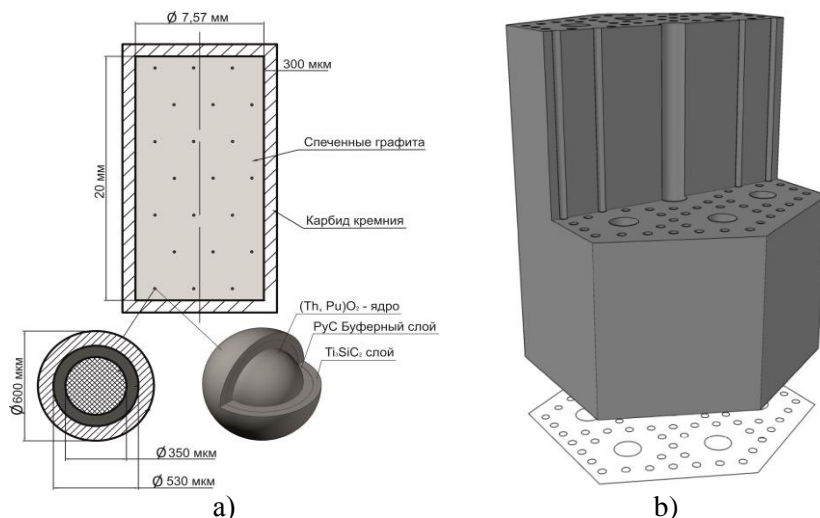 Ø 7,57 мм
300 мкм
Спеченные графита
20 мм
Карбид кремния
(Th, Pu)O₂ - ядро
PyC Буферный слой
Ti₃SiC₂ слой
Ø600 мкм
Ø350 мкм
Ø 530 мкм
a)
b)